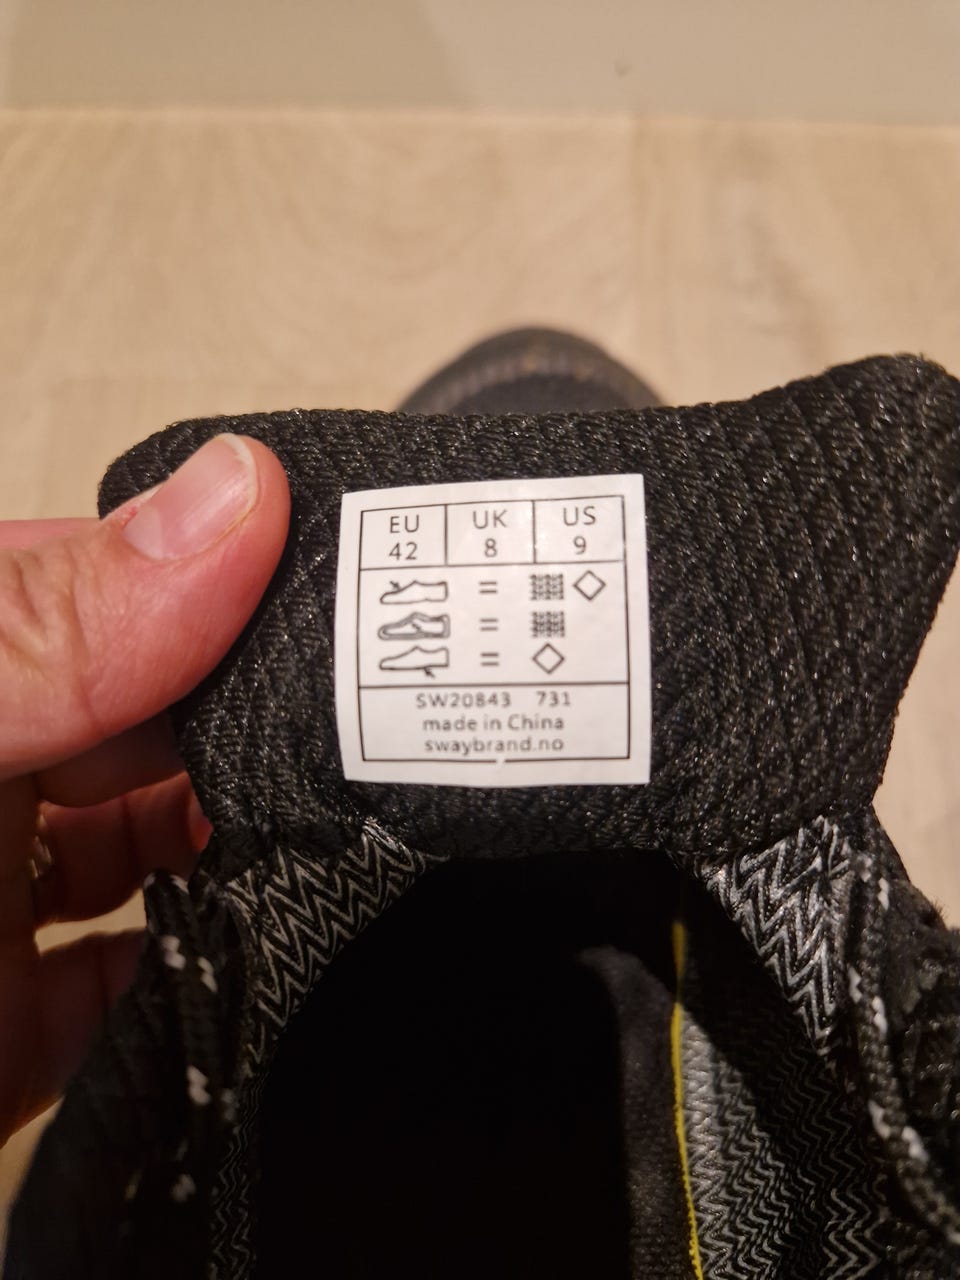 EU UK US
42 8 9
=
=
=
SW20843 731
made in China
swaybrand.no